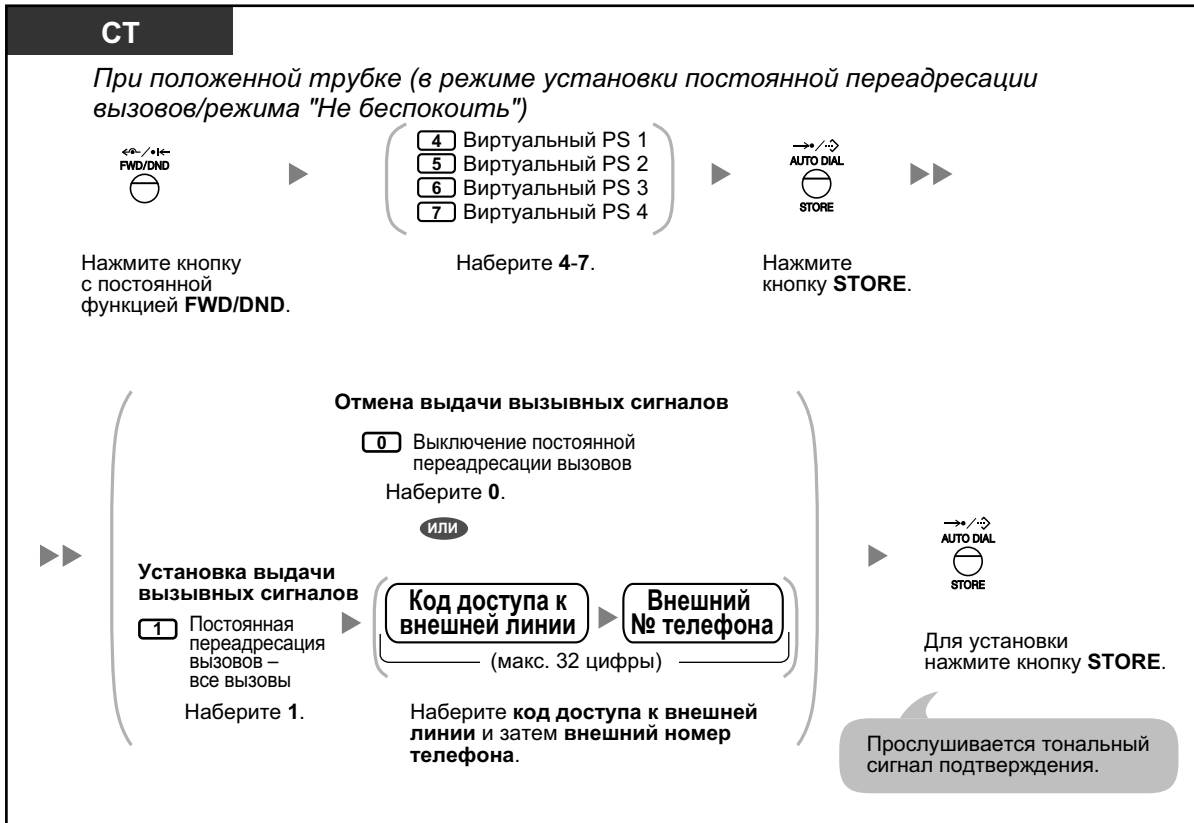 СТ
При положенной трубке (в режиме установки постоянной переадресации
вызовов/режима "Не беспокоить")
FWD/DND
4 Виртуальный PS 1
5 Виртуальный PS 2
6 Виртуальный PS 3
7 Виртуальный PS 4
AUTO DIAL
STORE
Нажмите кнопку
с постоянной
функцией FWD/DND.
Наберите 4-7.
Нажмите
кнопку STORE.
Отмена выдачи вызывных сигналов
0 Выключение постоянной
переадресации вызовов
Наберите 0.
ИЛИ
Установка выдачи
вызывных сигналов
1 Постоянная
переадресация
вызовов –
все вызовы
Наберите 1.
Код доступа к
внешней линии
Внешний
№ телефона
(макс. 32 цифры)
Наберите код доступа к внешней
линии и затем внешний номер
телефона.
AUTO DIAL
STORE
Для установки
нажмите кнопку STORE.
Прослушивается тональный
сигнал подтверждения.